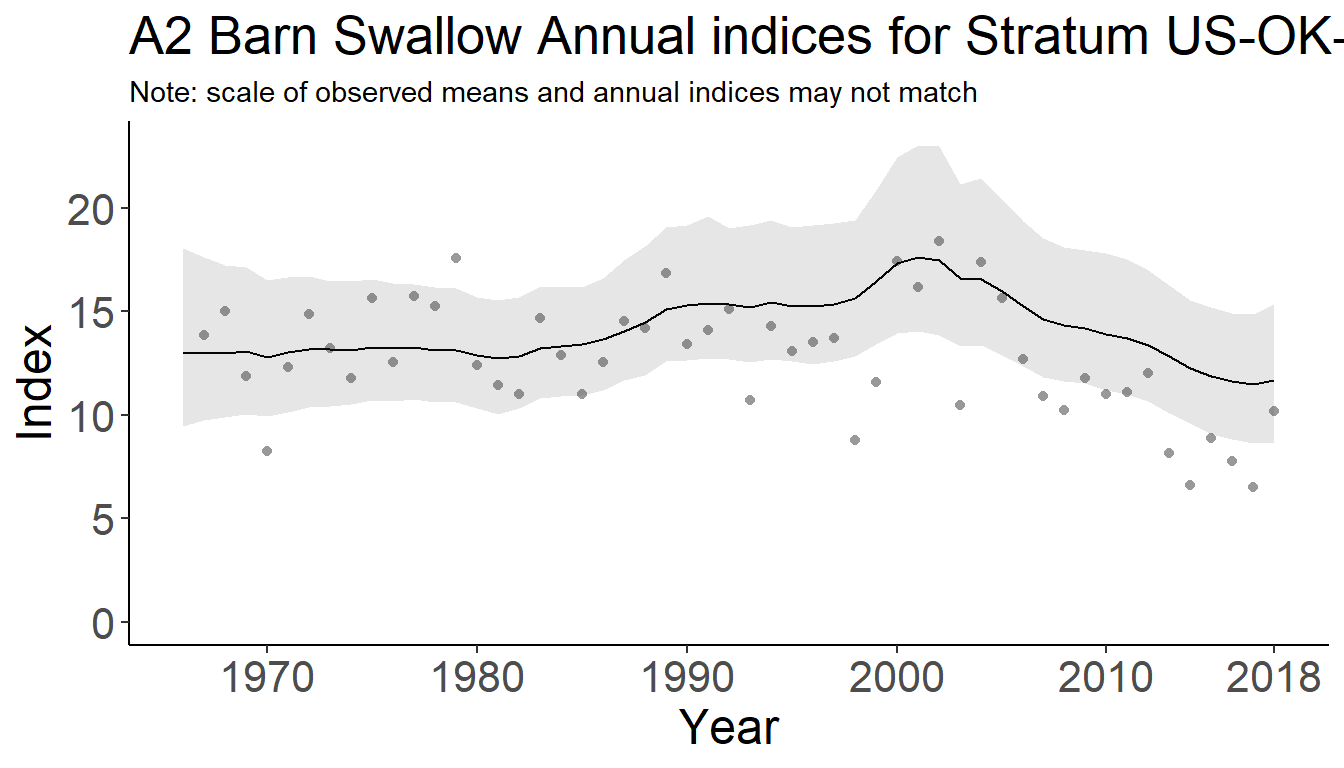 A2 Barn Swallow Annual indices for Stratum US-OK-
Note: scale of observed means and annual indices may not match
Index
20
15
10
5
0
1970 1980 1990 2000 2010 2018
Year